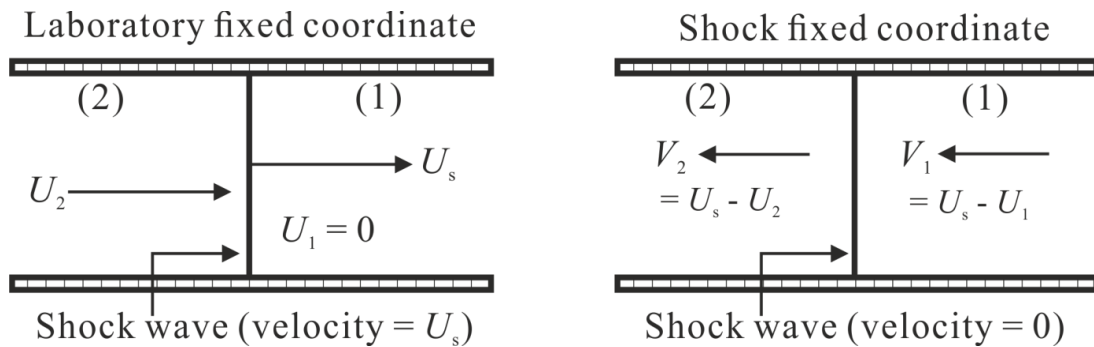 Laboratory fixed coordinate
(2)
(1)
U₂
Uₛ
U₁ = 0
Shock wave (velocity = Uₛ)
Shock fixed coordinate
(2)
(1)
V₂
= Uₛ - U₂
V₁
= Uₛ - U₁
Shock wave (velocity = 0)